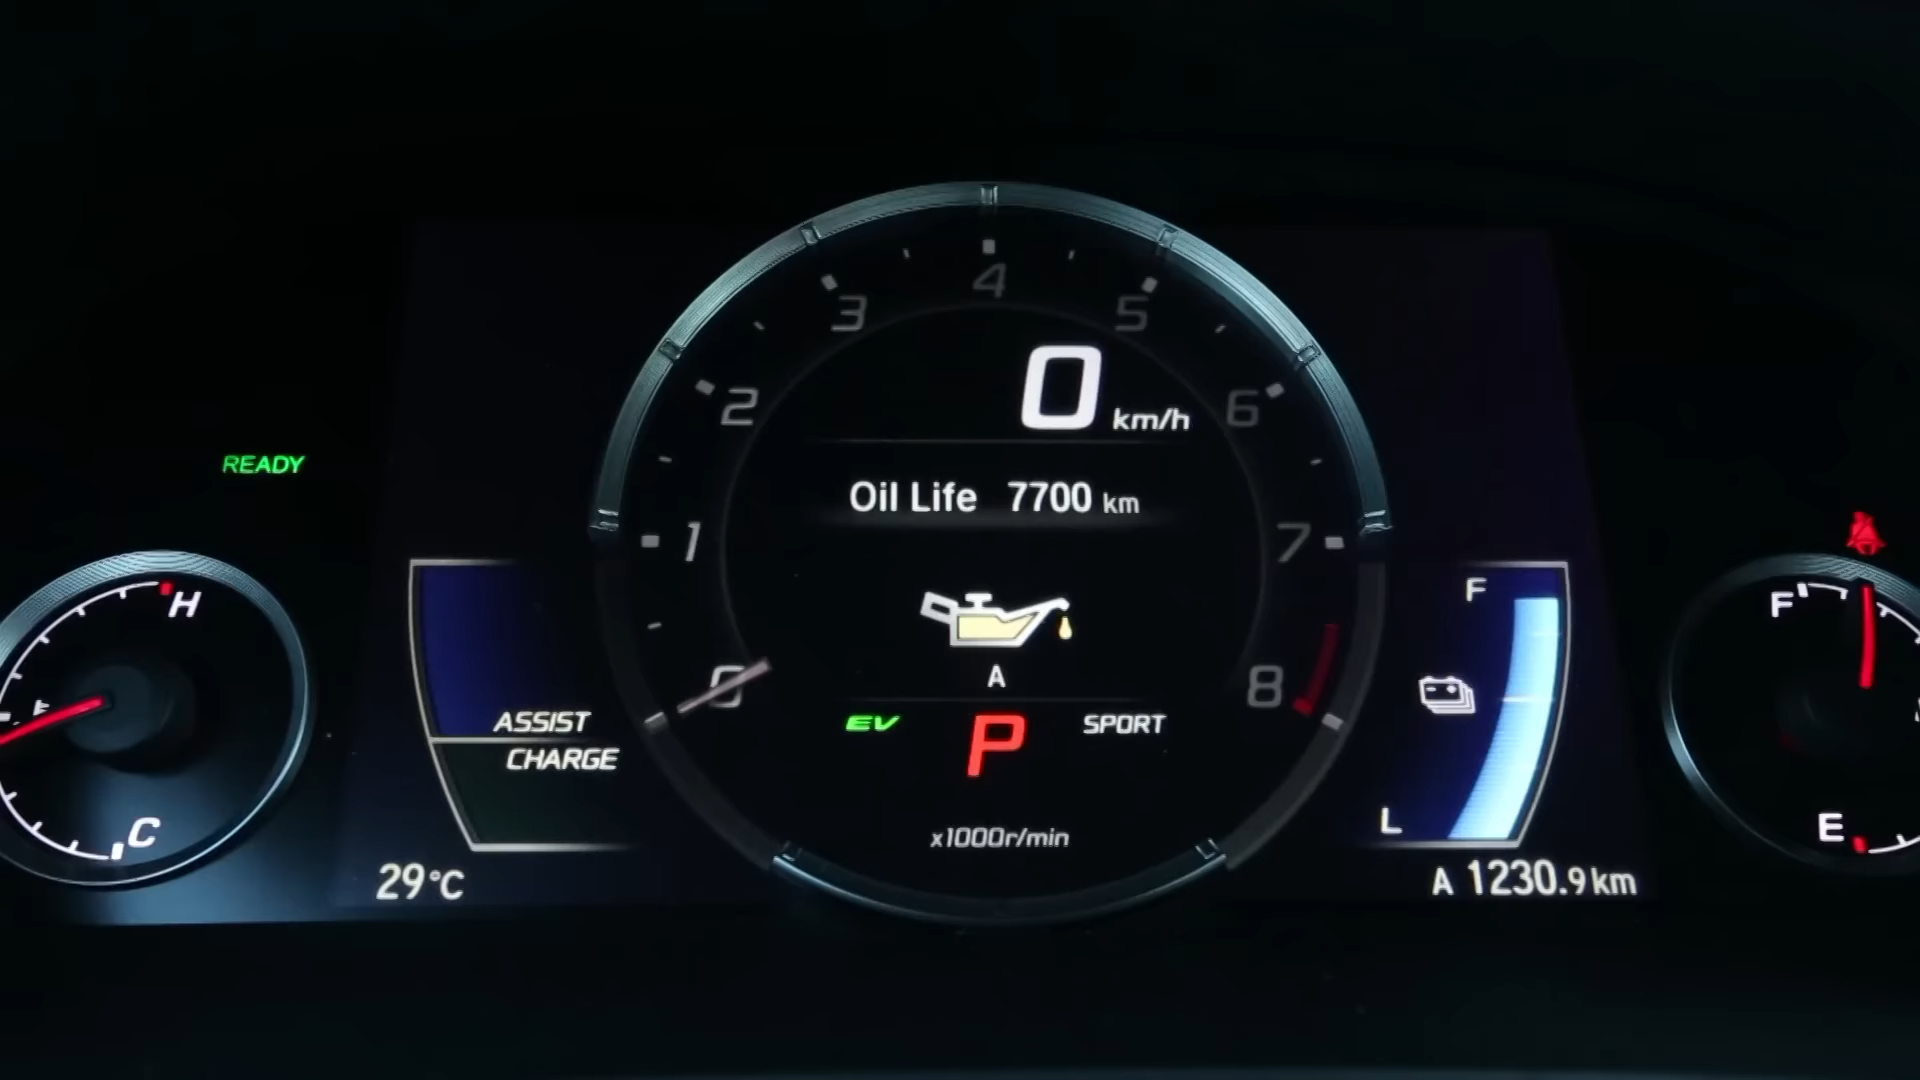 4
3
5
0 km/h
2
6
READY
Oil Life 7700 km
1
7
F
H
F
A
0
8
ASSIST
EV
P
SPORT
CHARGE
L
E
C
x1000r/min
29°C
A 1230.9 km